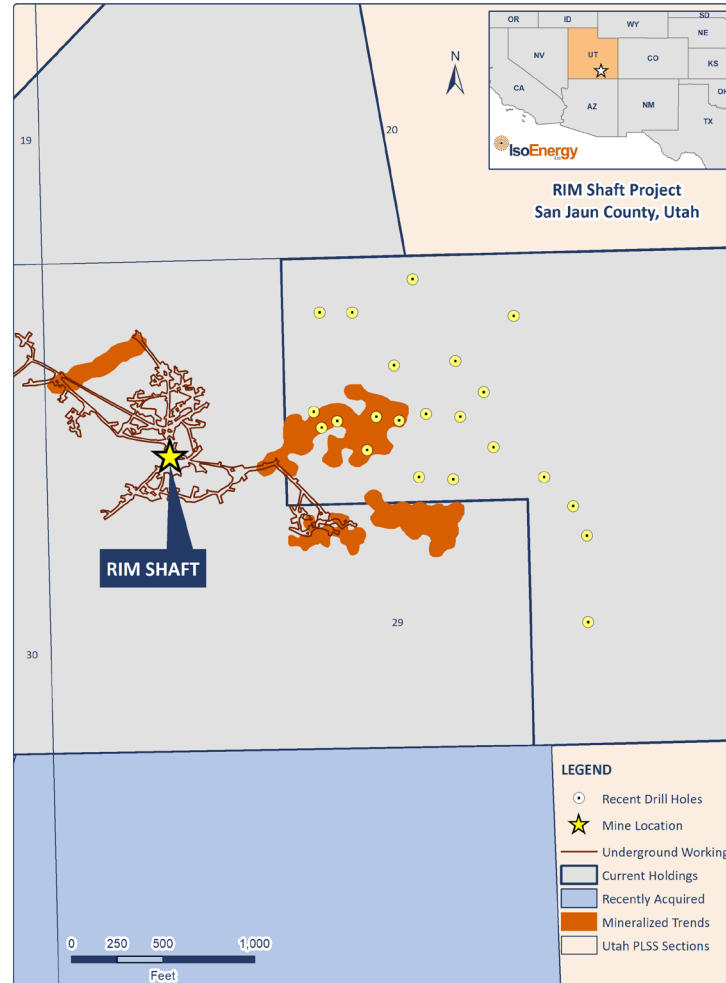 OR
ID
WY
SD
NE
NV
UT
CO
KS
CA
AZ
NM
OK
TX
IsoEnergy
Ltd
N
RIM Shaft Project
San Jaun County, Utah
19
20
RIM SHAFT
29
30
LEGEND
Recent Drill Holes
Mine Location
Underground Working
Current Holdings
Recently Acquired
Mineralized Trends
Utah PLSS Sections
0 250 500 1,000
Feet